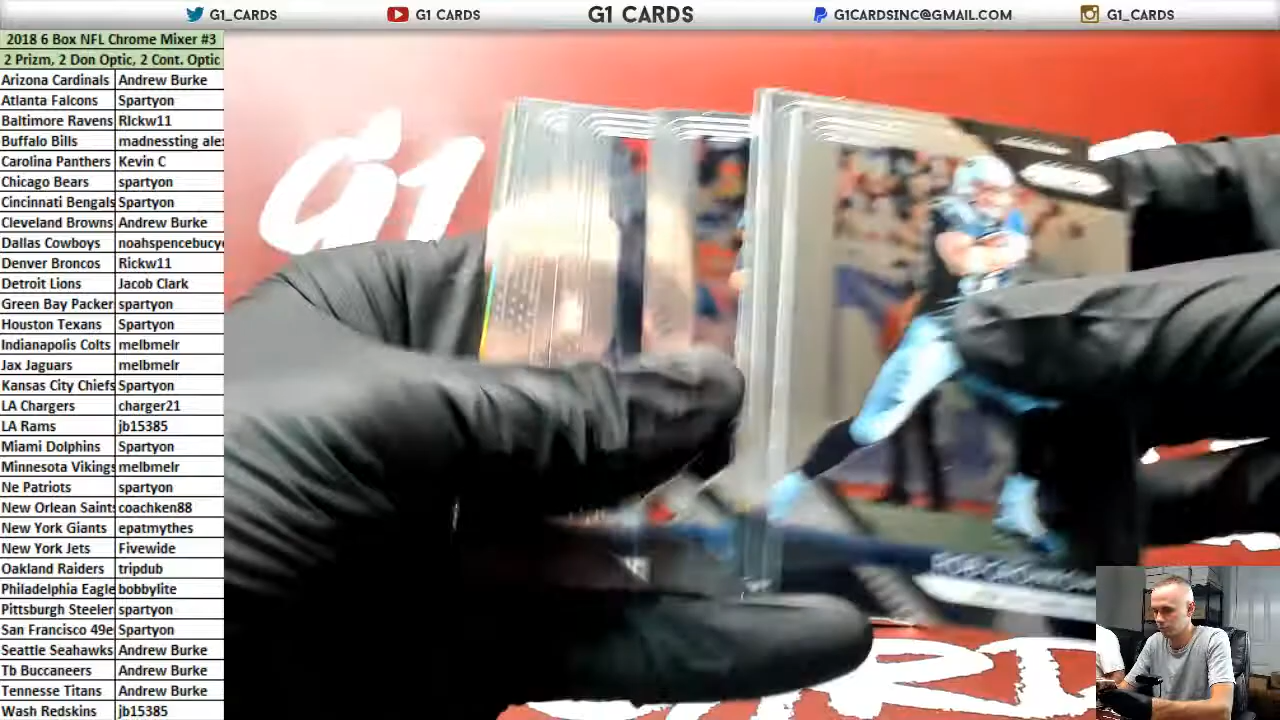 G1_CARDS
G1 CARDS
G1 CARDS
G1CARDSINC@GMAIL.COM
G1_CARDS
2018 6 Box NFL Chrome Mixer #3
2 Prizm, 2 Don Optic, 2 Cont. Optic
Arizona Cardinals Andrew Burke
Atlanta Falcons Spartyon
Baltimore Ravens RIckw11
Buffalo Bills madnessting ale
Carolina Panthers Kevin C
Chicago Bears spartyon
Cincinnati Bengals Spartyon
Cleveland Browns Andrew Burke
Dallas Cowboys noahspencebucy
Denver Broncos Rickw11
Detroit Lions Jacob Clark
Green Bay Packer spartyon
Houston Texans Spartyon
Indianapolis Colts melbmelr
Jax Jaguars melbmelr
Kansas City Chiefs Spartyon
LA Chargers charger21
LA Rams jb15385
Miami Dolphins Spartyon
Minnesota Viking melbmelr
Ne Patriots spartyon
New Orlean Saint coachken88
New York Giants epatmythes
New York Jets Fivewide
Oakland Raiders tripdub
Philadelphia Eagle bobbylite
Pittsburgh Steeler spartyon
San Francisco 49e Spartyon
Seattle Seahawks Andrew Burke
Tb Buccaneers Andrew Burke
Tennesse Titans Andrew Burke
Wash Redskins jb15385
G1